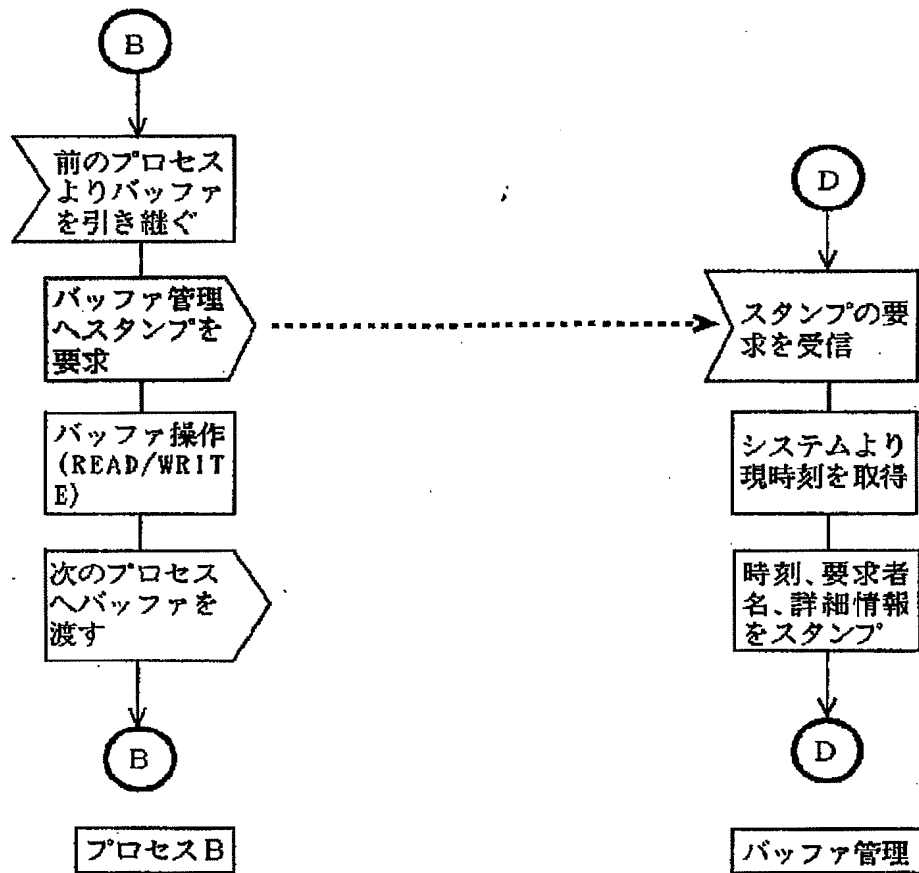 B
前のプロセス
よりバッファ
を引き継ぐ
バッファ管理
へスタンプを
要求
バッファ操作
(READ/WRIT
E)
次のプロセス
へバッファを
渡す
B
プロセスB
D
スタンプの要
求を受信
システムより
現時刻を取得
時刻、要求者
名、詳細情報
をスタンプ
D
バッファ管理